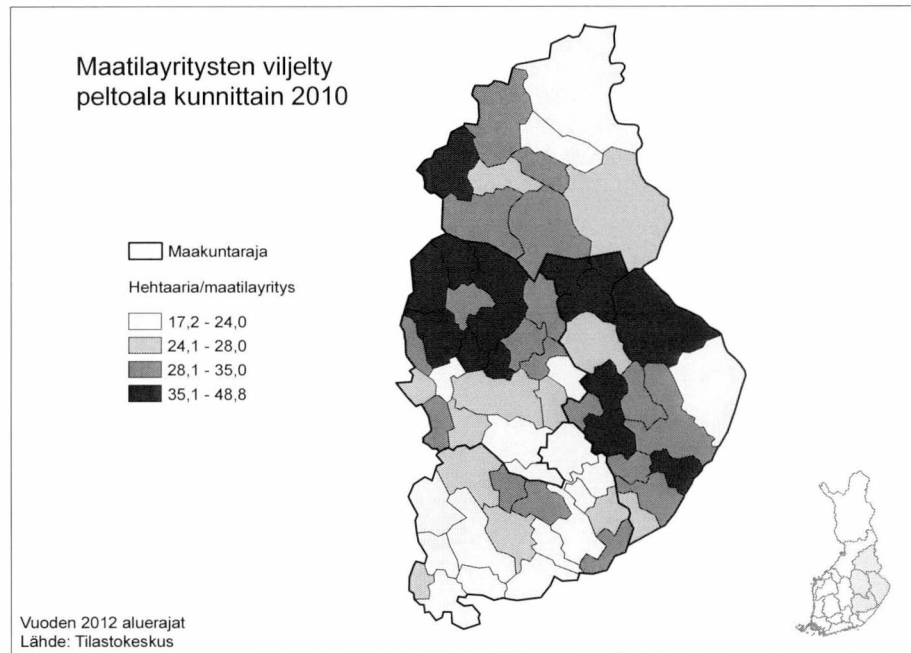 Maatilayritysten viljelty
peltoala kunnittain 2010
Maakuntaraja
Hehtaaria/maatilayritys
17,2 - 24,0
24,1 - 28,0
28,1 - 35,0
35,1 - 48,8
Vuoden 2012 aluerajat
Lähde: Tilastokeskus